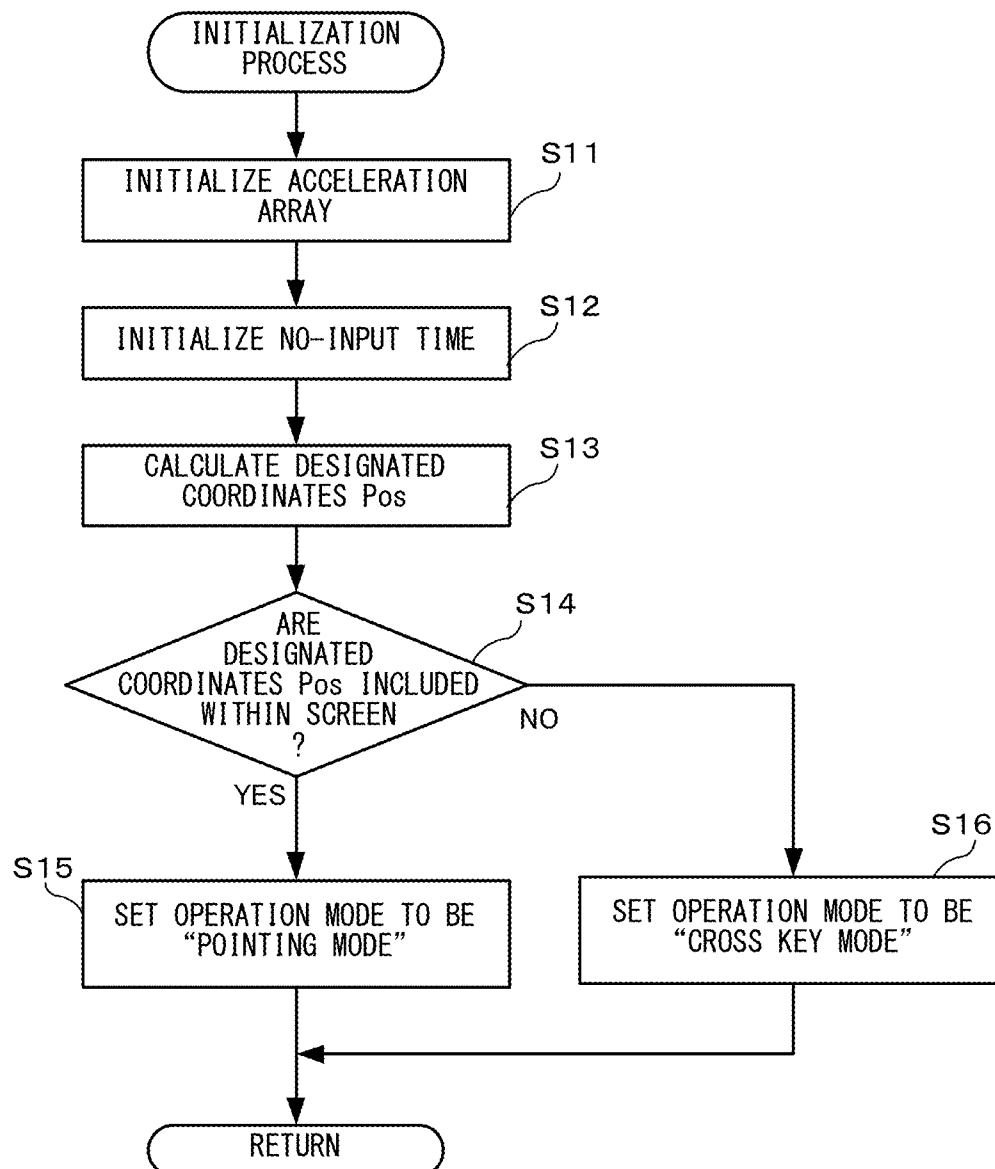 INITIALIZATION
PROCESS
S11
INITIALIZE ACCELERATION
ARRAY
S12
INITIALIZE NO-INPUT TIME
S13
CALCULATE DESIGNATED
COORDINATES Pos
S14
ARE
DESIGNATED
COORDINATES Pos INCLUDED
WITHIN SCREEN
?
NO
YES
S15
SET OPERATION MODE TO BE
“POINTING MODE”
S16
SET OPERATION MODE TO BE
“CROSS KEY MODE”
RETURN